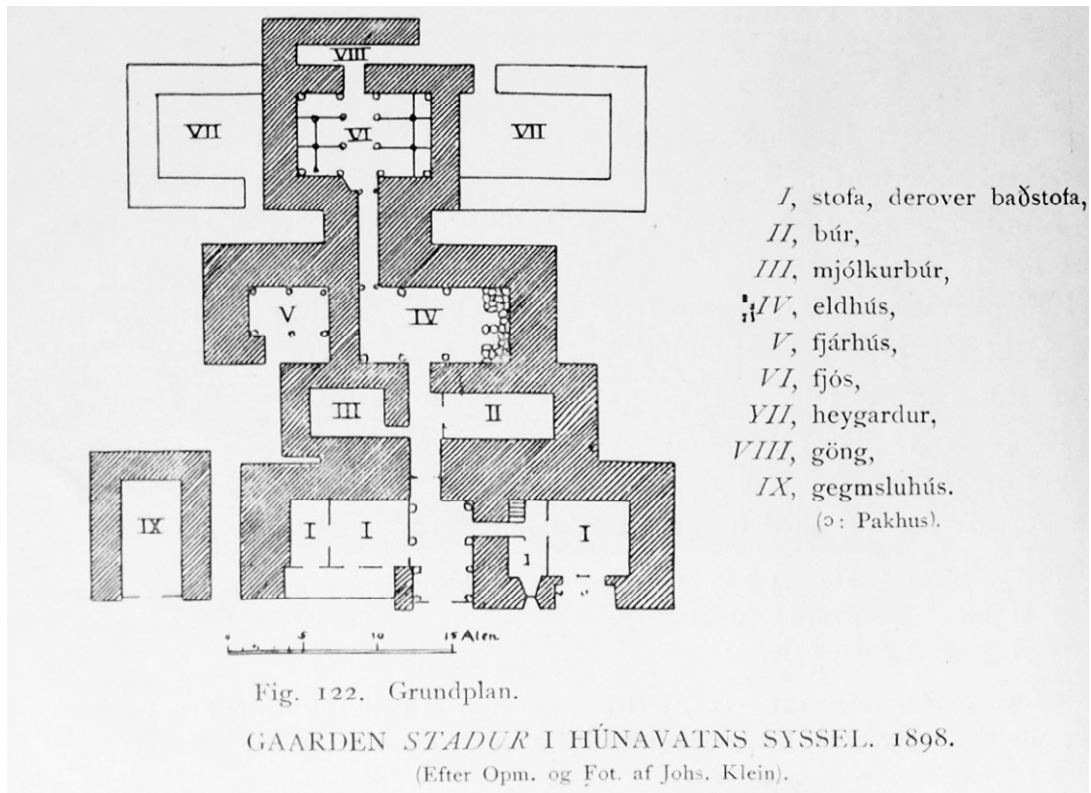 VIII
VII
VI
VII
V
IV
III
II
IX
I
I
I
I
I, stofa, derover baðstofa,
II, búr,
III, mjólkurbúr,
IV, eldhús,
V, fjárhús,
VI, fjós,
YII, heygardur,
VIII, göng,
IX, gegmsluhús.
(ɔ: Pakhus).
0 5 10 15 Alen
Fig. 122. Grundplan.
GAARDEN STADUR I HÚNAVATNS SYSSEL. 1898.
(Efter Opm. og Fot. af Johs. Klein).